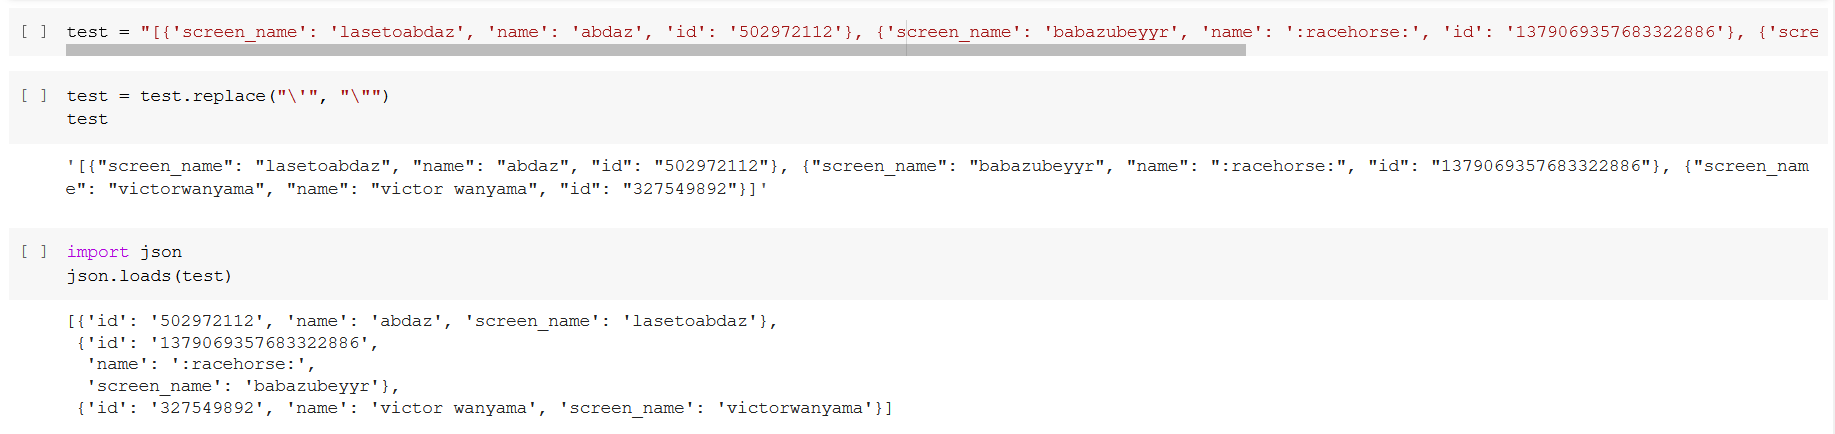 [ ] test = "[{'screen_name': 'lasetoabdaz', 'name': 'abdaz', 'id': '502972112'}, {'screen_name': 'babazubeyyr', 'name': ':racehorse:', 'id': '1379069357683322886'}, {'scre
[ ] test = test.replace("\'", "\"")
test
'[{"screen_name": "lasetoabdaz", "name": "abdaz", "id": "502972112"}, {"screen_name": "babazubeyyr", "name": ":racehorse:", "id": "1379069357683322886"}, {"screen_nam
e": "victorwanyama", "name": "victor wanyama", "id": "327549892"}]'
[ ] import json
json.loads(test)
[{'id': '502972112', 'name': 'abdaz', 'screen_name': 'lasetoabdaz'},
{'id': '1379069357683322886',
'name': ':racehorse:',
'screen_name': 'babazubeyyr'},
{'id': '327549892', 'name': 'victor wanyama', 'screen_name': 'victorwanyama'}]